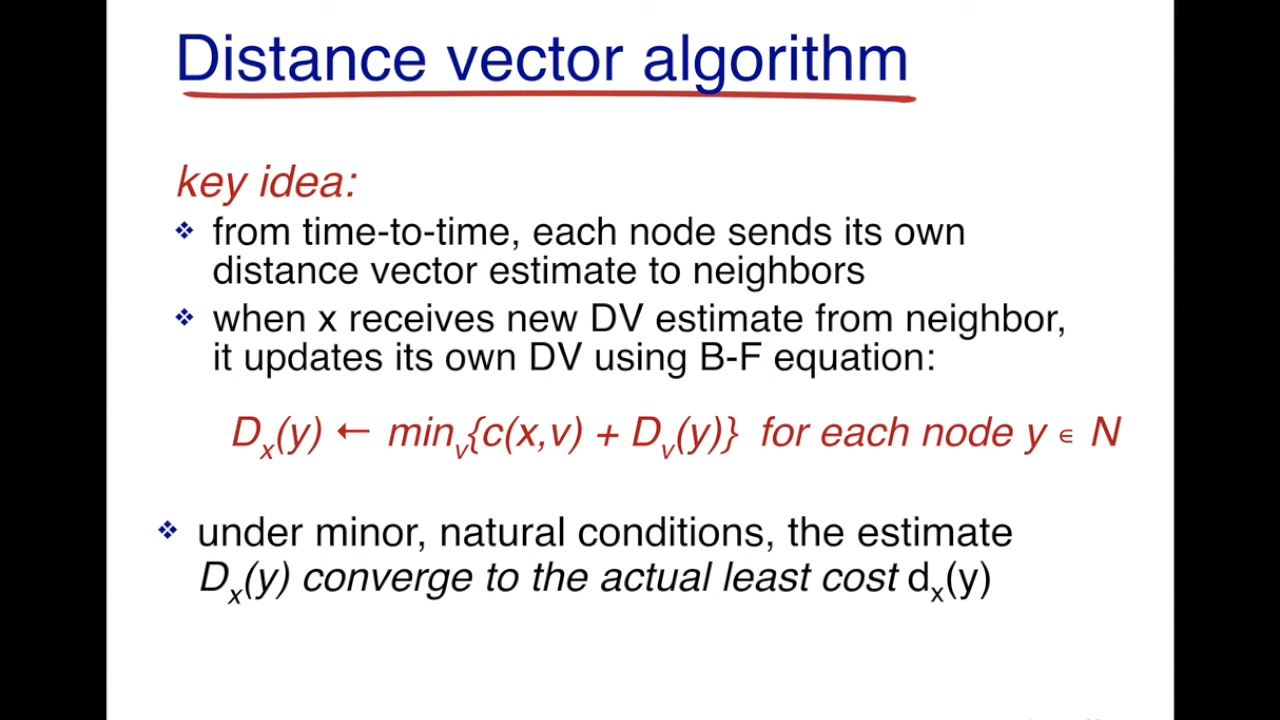 Distance vector algorithm
key idea:
❖ from time-to-time, each node sends its own
distance vector estimate to neighbors
❖ when x receives new DV estimate from neighbor,
it updates its own DV using B-F equation:
Dₓ(y) ← minᵥ{c(x,v) + Dᵥ(y)} for each node y ∊ N
❖ under minor, natural conditions, the estimate
Dₓ(y) converge to the actual least cost dₓ(y)